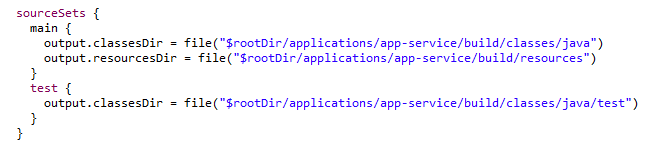 sourceSets {
  main {
    output.classesDir = file("$rootDir/applications/app-service/build/classes/java")
    output.resourcesDir = file("$rootDir/applications/app-service/build/resources")
  }
  test {
    output.classesDir = file("$rootDir/applications/app-service/build/classes/java/test")
  }
}